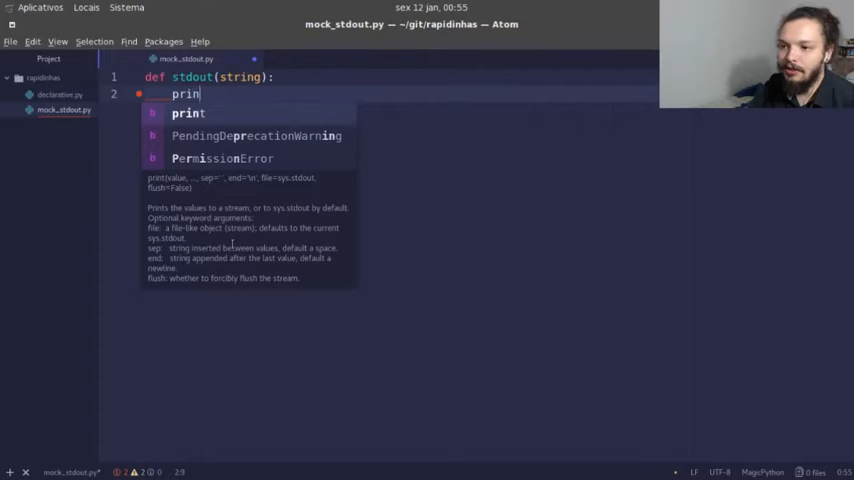 Aplicativos Locais Sistema
sex 12 jan, 00:55
mock_stdout.py — ~/git/rapidinhas — Atom
File Edit View Selection Find Packages Help
Project
mock_stdout.py
rapidinhas
declarative.py
mock_stdout.py
1 def stdout(string):
2 prin
b print
b PendingDeprecationWarning
b PermissionError
print(value, ..., sep=' ', end='\n', file=sys.stdout,
flush=False)
Prints the values to a stream, or to sys.stdout by default.
Optional keyword arguments:
file: a file-like object (stream); defaults to the current
sys.stdout.
sep: string inserted between values, default a space.
end: string appended after the last value, default a
newline.
flush: whether to forcibly flush the stream.
mock_stdout.py* 2 2 0 2:9 LF UTF-8 MagicPython 0 files 0:55